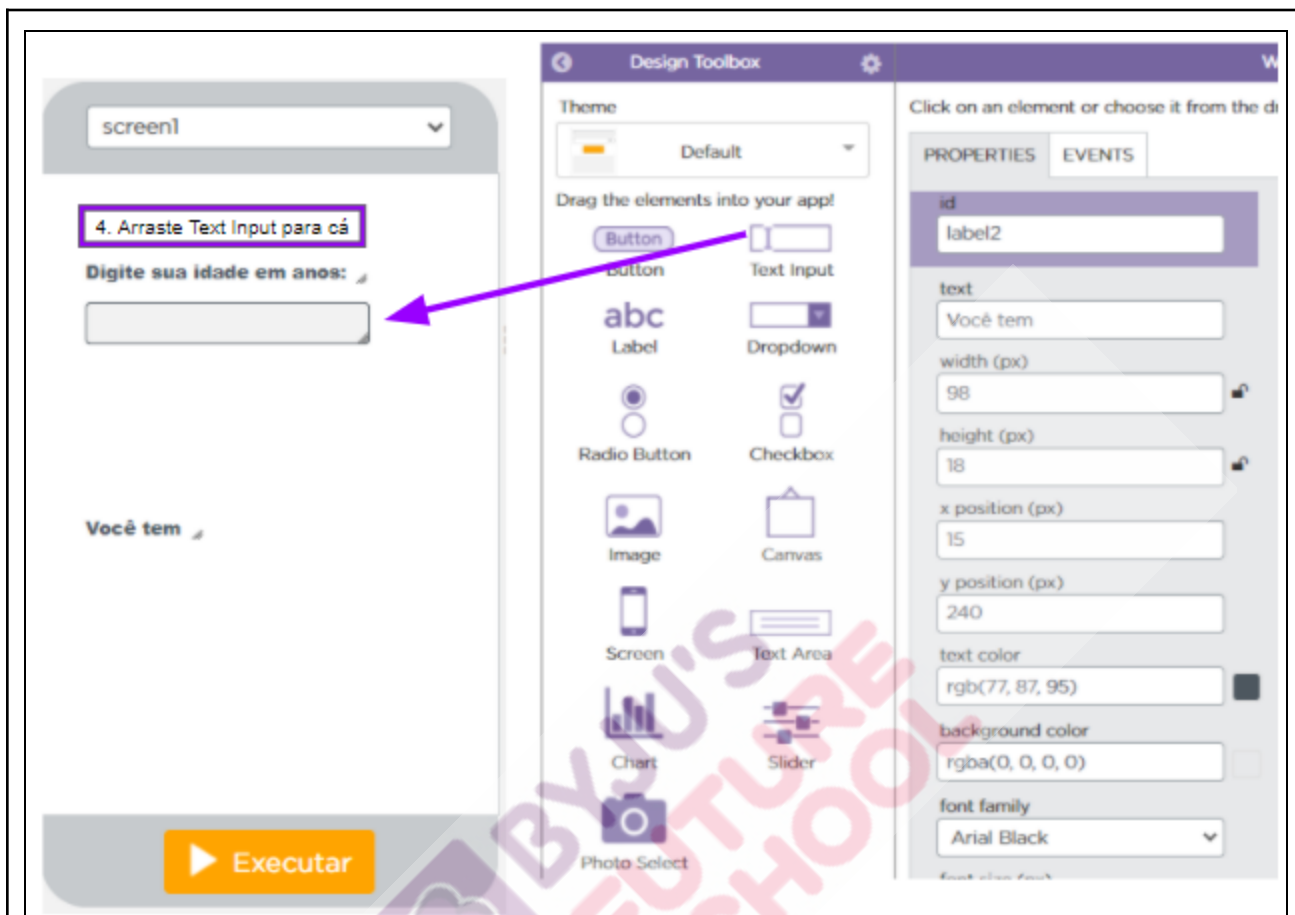 Design Toolbox
W
screen1
4. Arraste Text Input para cá
Digite sua idade em anos:
Você tem
Executar
Theme
Default
Drag the elements into your app!
Button
Button
Text Input
abc
Label
Dropdown
Radio Button
Checkbox
Image
Canvas
Screen
Text Area
Chart
Slider
Photo Select
Click on an element or choose it from the d
PROPERTIES EVENTS
id
label2
text
Você tem
width (px)
98
height (px)
18
x position (px)
15
y position (px)
240
text color
rgb(77, 87, 95)
background color
rgba(0, 0, 0, 0)
font family
Arial Black
font size (px)
BYJU'S
FUTURE
SCHOOL